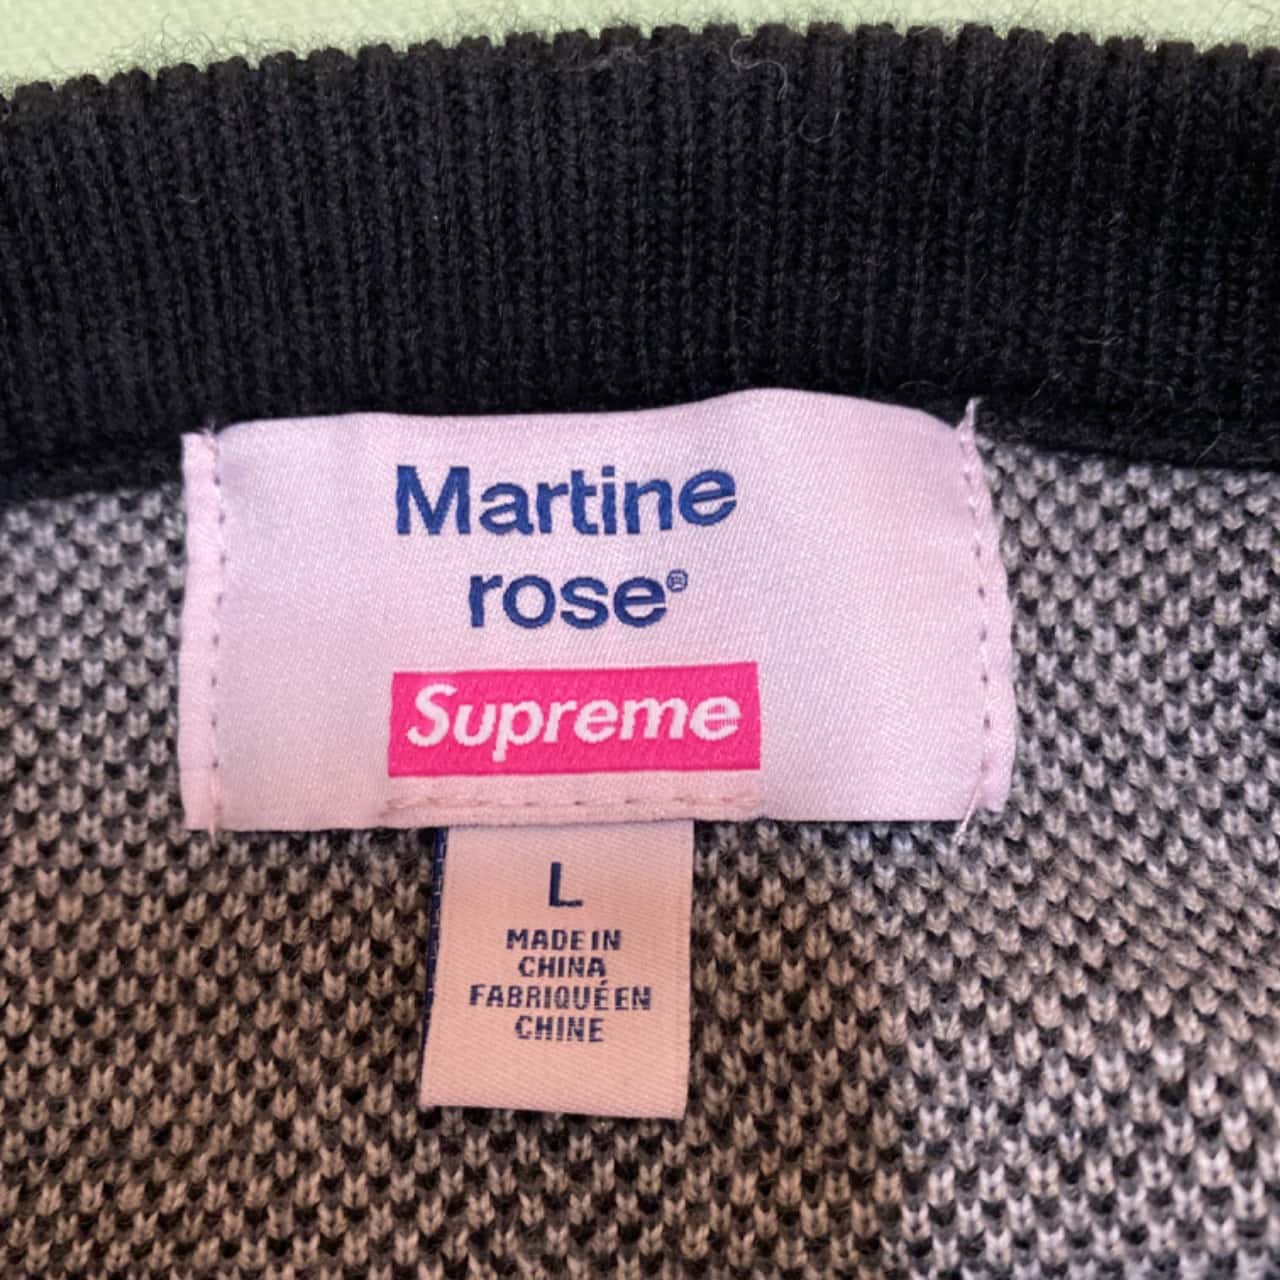 Martine
rose®
Supreme
L
MADE IN
CHINA
FABRIQUÉ EN
CHINE